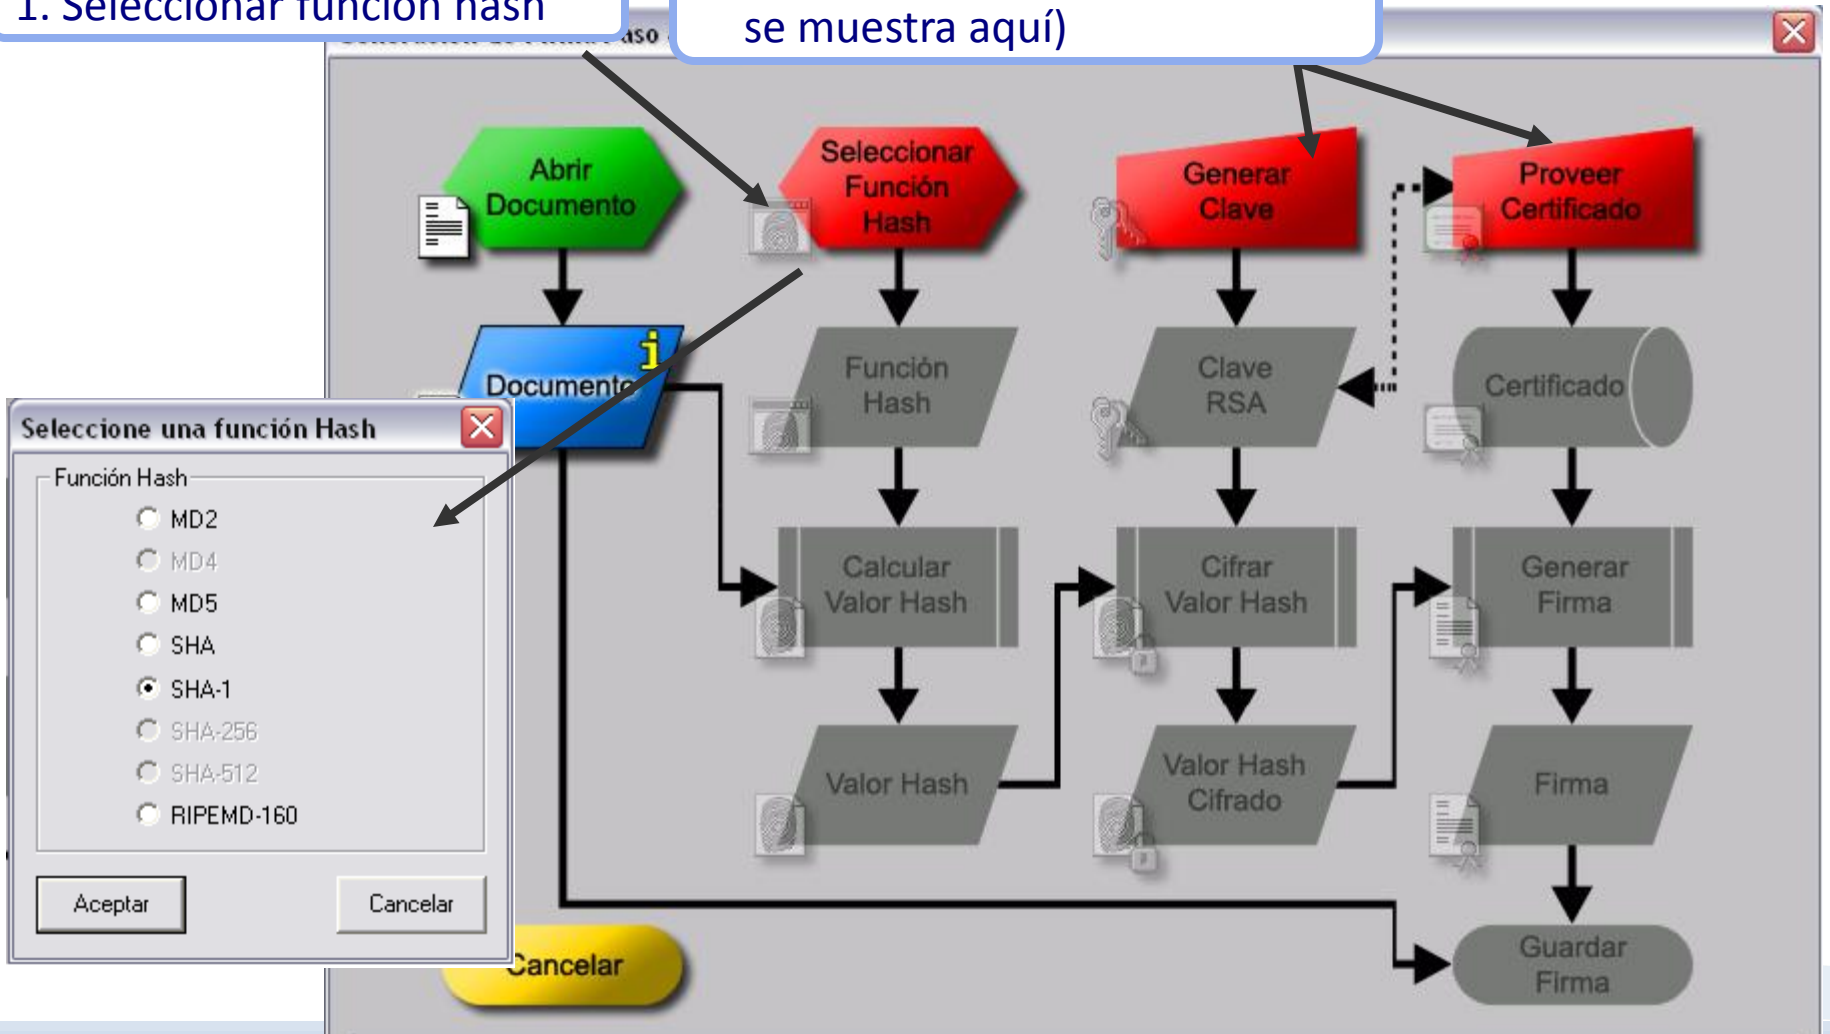 1. Seleccionar función hash
se muestra aquí)
aso
Abrir
Documento
Seleccionar
Función
Hash
Generar
Clave
Proveer
Certificado
Documento
Función
Hash
Clave
RSA
Certificado
Calcular
Valor Hash
Cifrar
Valor Hash
Generar
Firma
Valor Hash
Valor Hash
Cifrado
Firma
Cancelar
Guardar
Firma
Seleccione una función Hash
Función Hash
MD2
MD4
MD5
SHA
SHA-1
SHA-256
SHA-512
RIPEMD-160
Aceptar
Cancelar